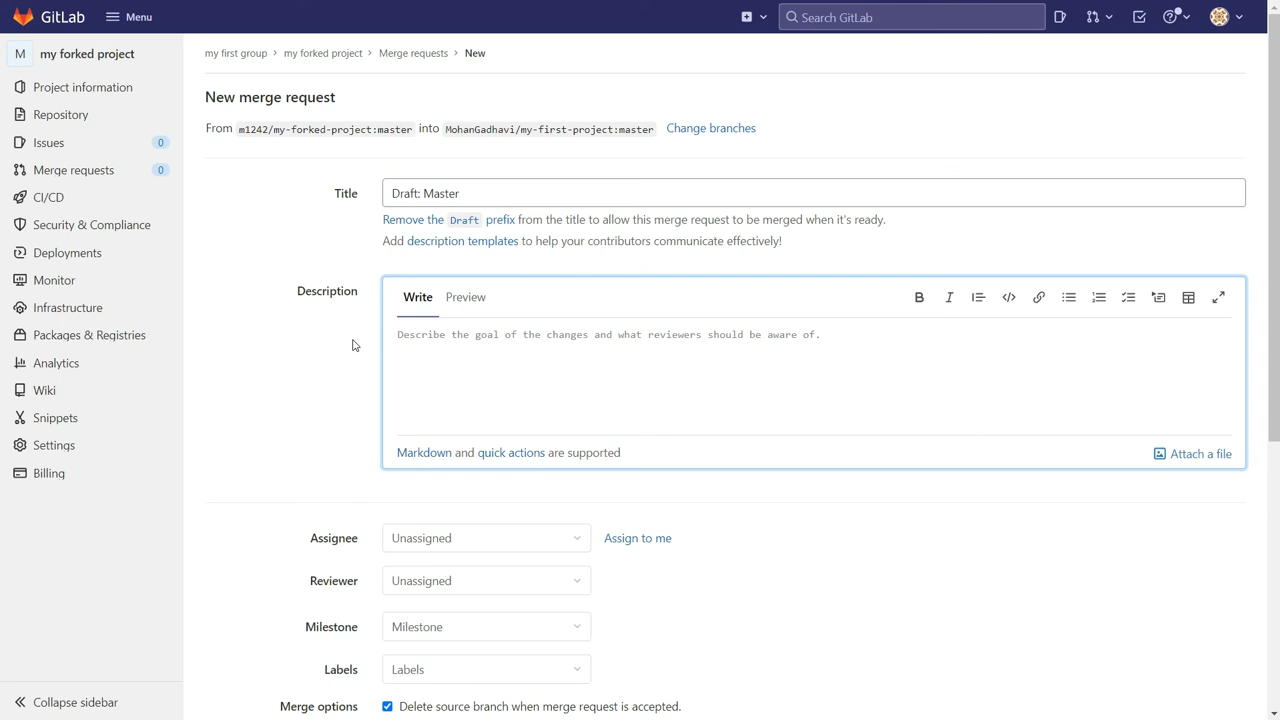 GitLab Menu Search GitLab
M my forked project
my first group › my forked project › Merge requests › New
Project information
Repository
Issues 0
Merge requests 0
CI/CD
Security & Compliance
Deployments
Monitor
Infrastructure
Packages & Registries
Analytics
Wiki
Snippets
Settings
Billing
Collapse sidebar
New merge request
From m1242/my-forked-project:master into MohanGadhavi/my-first-project:master Change branches
Title Draft: Master
Remove the Draft prefix from the title to allow this merge request to be merged when it's ready.
Add description templates to help your contributors communicate effectively!
Description Write Preview
Describe the goal of the changes and what reviewers should be aware of.
Markdown and quick actions are supported Attach a file
Assignee Unassigned Assign to me
Reviewer Unassigned
Milestone Milestone
Labels Labels
Merge options Delete source branch when merge request is accepted.